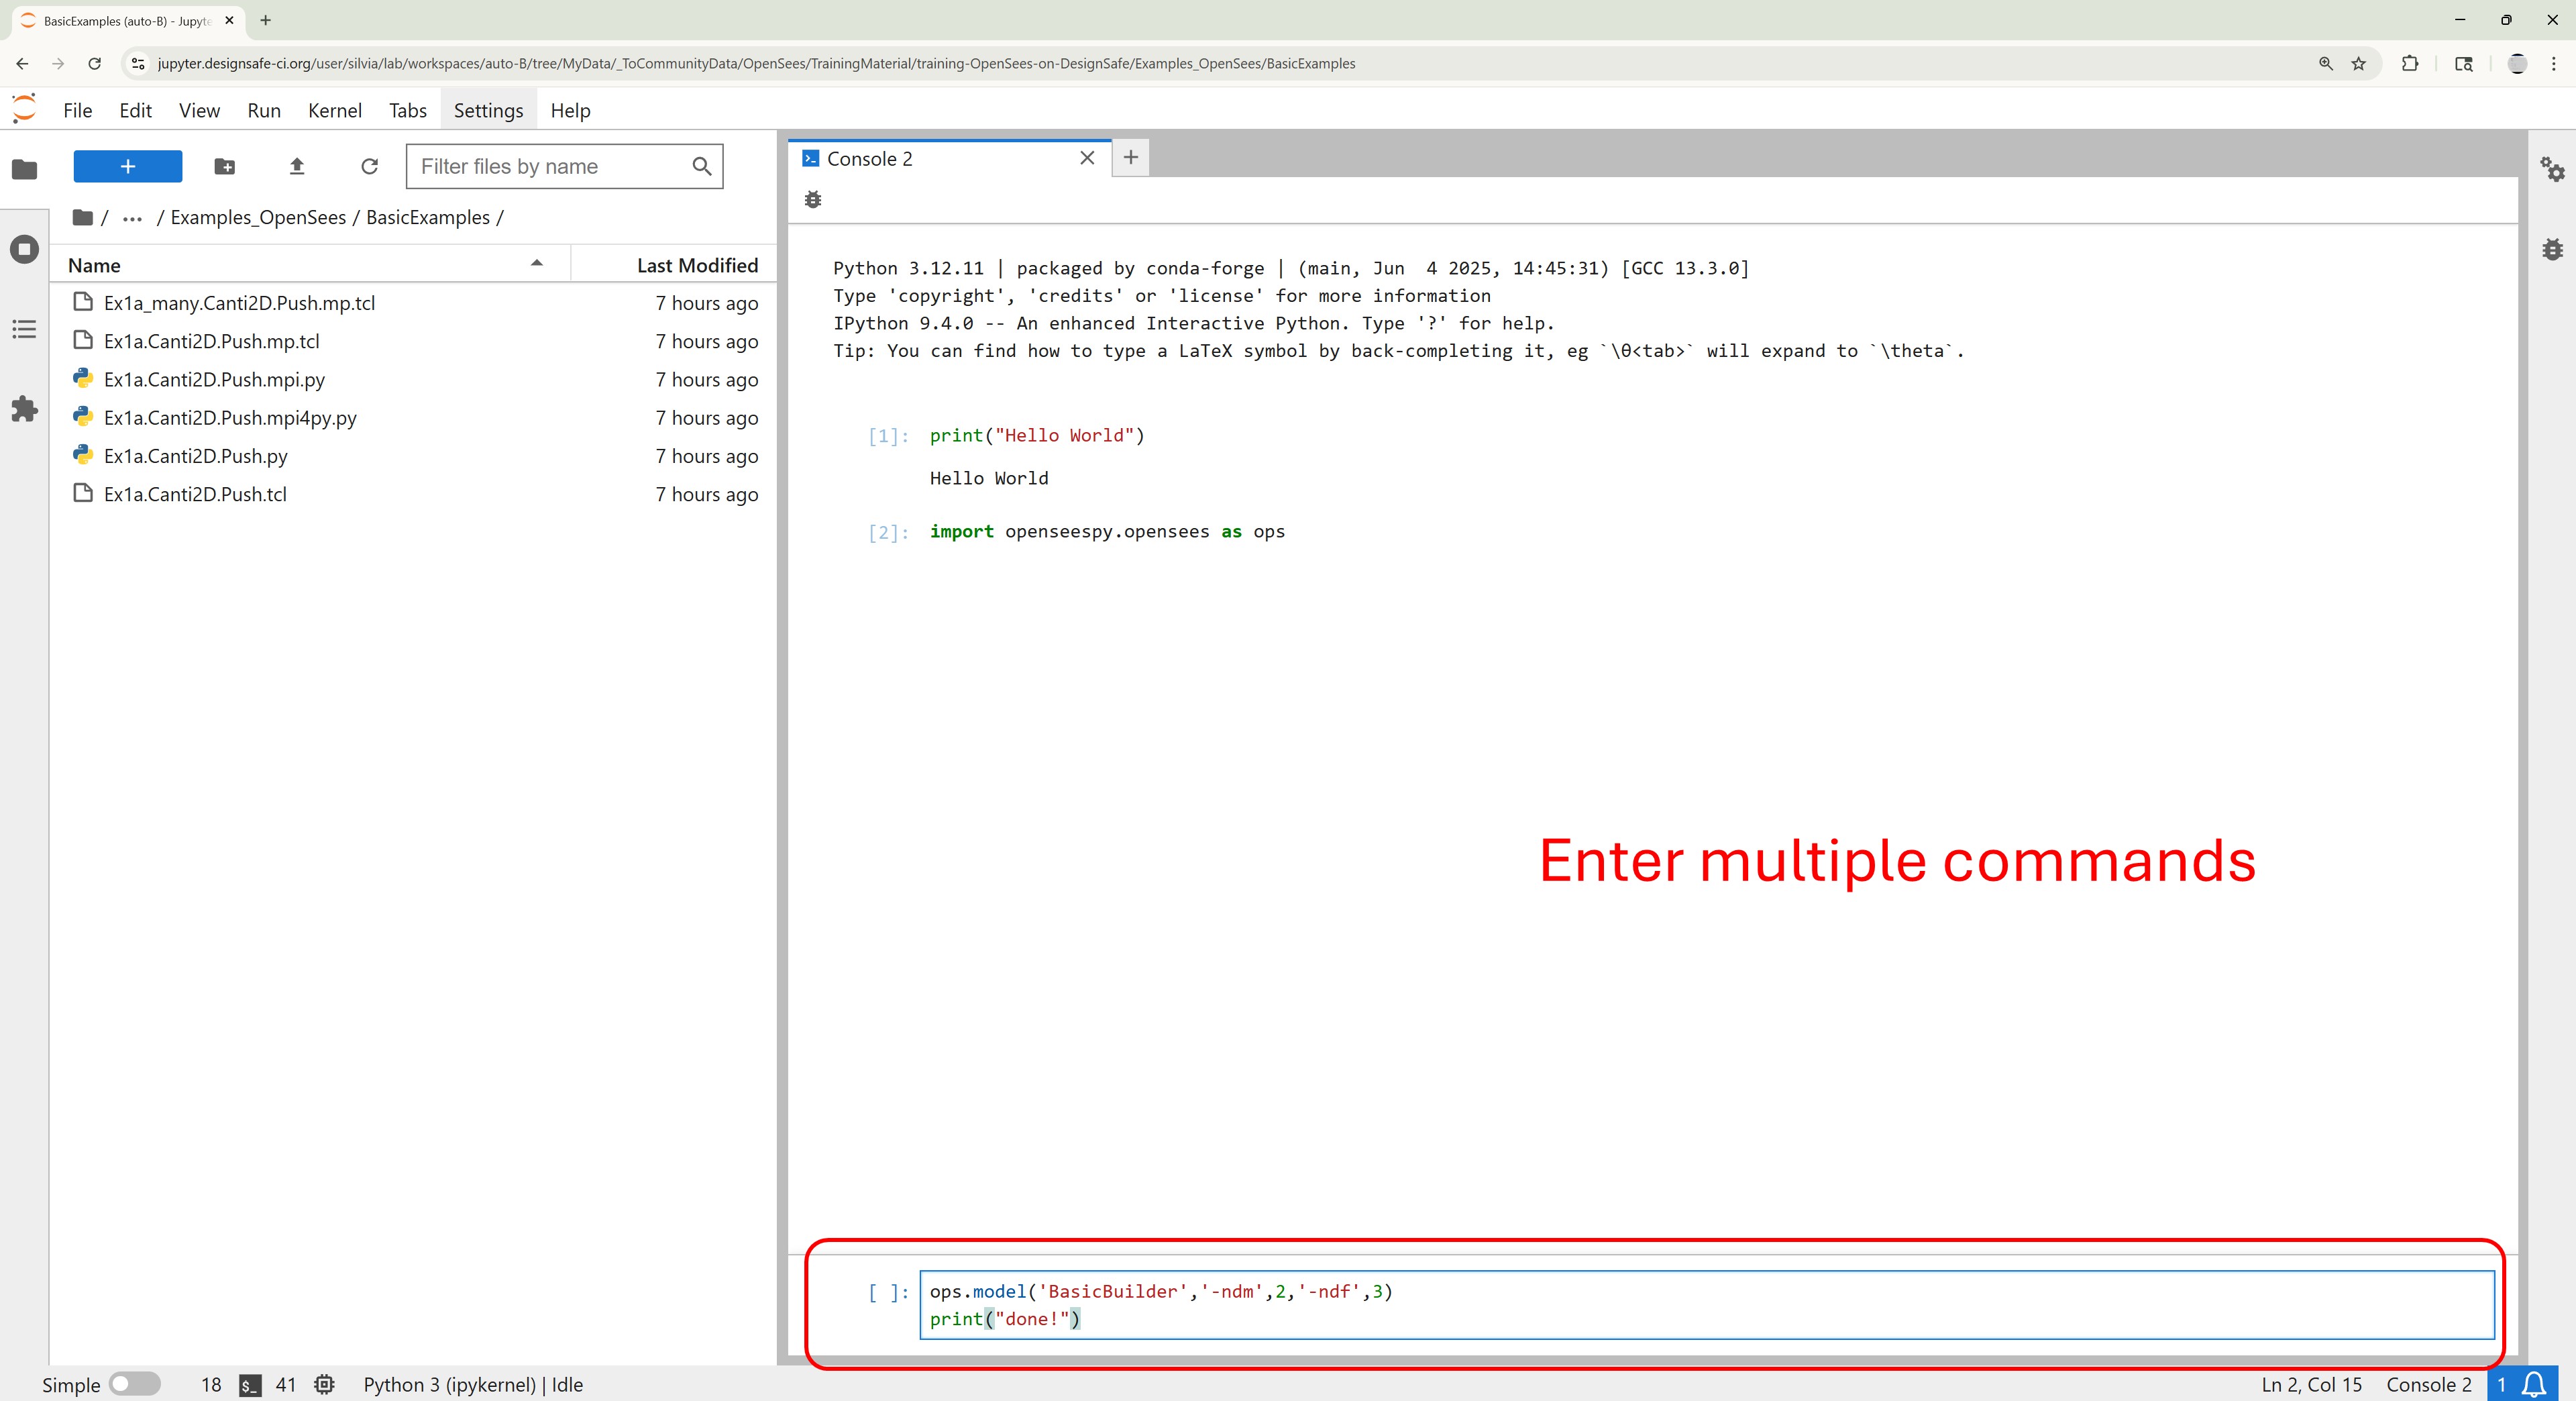 BasicExamples (auto-B) - Jupyte
jupyter.designsafe-ci.org/user/silvia/lab/workspaces/auto-B/tree/MyData/_ToCommunityData/OpenSees/TrainingMaterial/training-OpenSees-on-DesignSafe/Examples_OpenSees/BasicExamples
File Edit View Run Kernel Tabs Settings Help
Filter files by name
/ ... / Examples_OpenSees / BasicExamples /
Name Last Modified
Ex1a_many.Canti2D.Push.mp.tcl 7 hours ago
Ex1a.Canti2D.Push.mp.tcl 7 hours ago
Ex1a.Canti2D.Push.mpi.py 7 hours ago
Ex1a.Canti2D.Push.mpi4py.py 7 hours ago
Ex1a.Canti2D.Push.py 7 hours ago
Ex1a.Canti2D.Push.tcl 7 hours ago
Console 2
Python 3.12.11 | packaged by conda-forge | (main, Jun  4 2025, 14:45:31) [GCC 13.3.0]
Type 'copyright', 'credits' or 'license' for more information
IPython 9.4.0 -- An enhanced Interactive Python. Type '?' for help.
Tip: You can find how to type a LaTeX symbol by back-completing it, eg `\θ<tab>` will expand to `\theta`.
[1]: print("Hello World")
Hello World
[2]: import openseespy.opensees as ops
Enter multiple commands
[ ]: ops.model('BasicBuilder','-ndm',2,'-ndf',3)
print("done!")
Simple 18 $_ 41 Python 3 (ipykernel) | Idle Ln 2, Col 15 Console 2 1